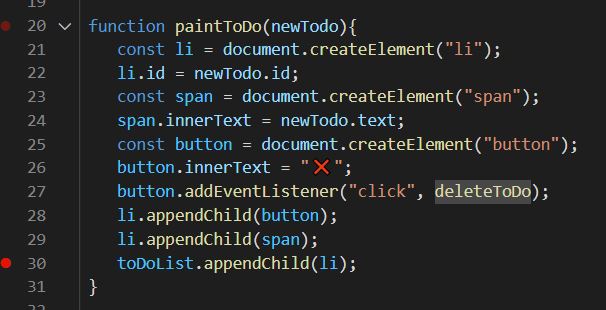 19
20 function paintToDo(newTodo){
21 const li = document.createElement("li");
22 li.id = newTodo.id;
23 const span = document.createElement("span");
24 span.innerText = newTodo.text;
25 const button = document.createElement("button");
26 button.innerText = "❌";
27 button.addEventListener("click", deleteToDo);
28 li.appendChild(button);
29 li.appendChild(span);
30 toDoList.appendChild(li);
31 }
32